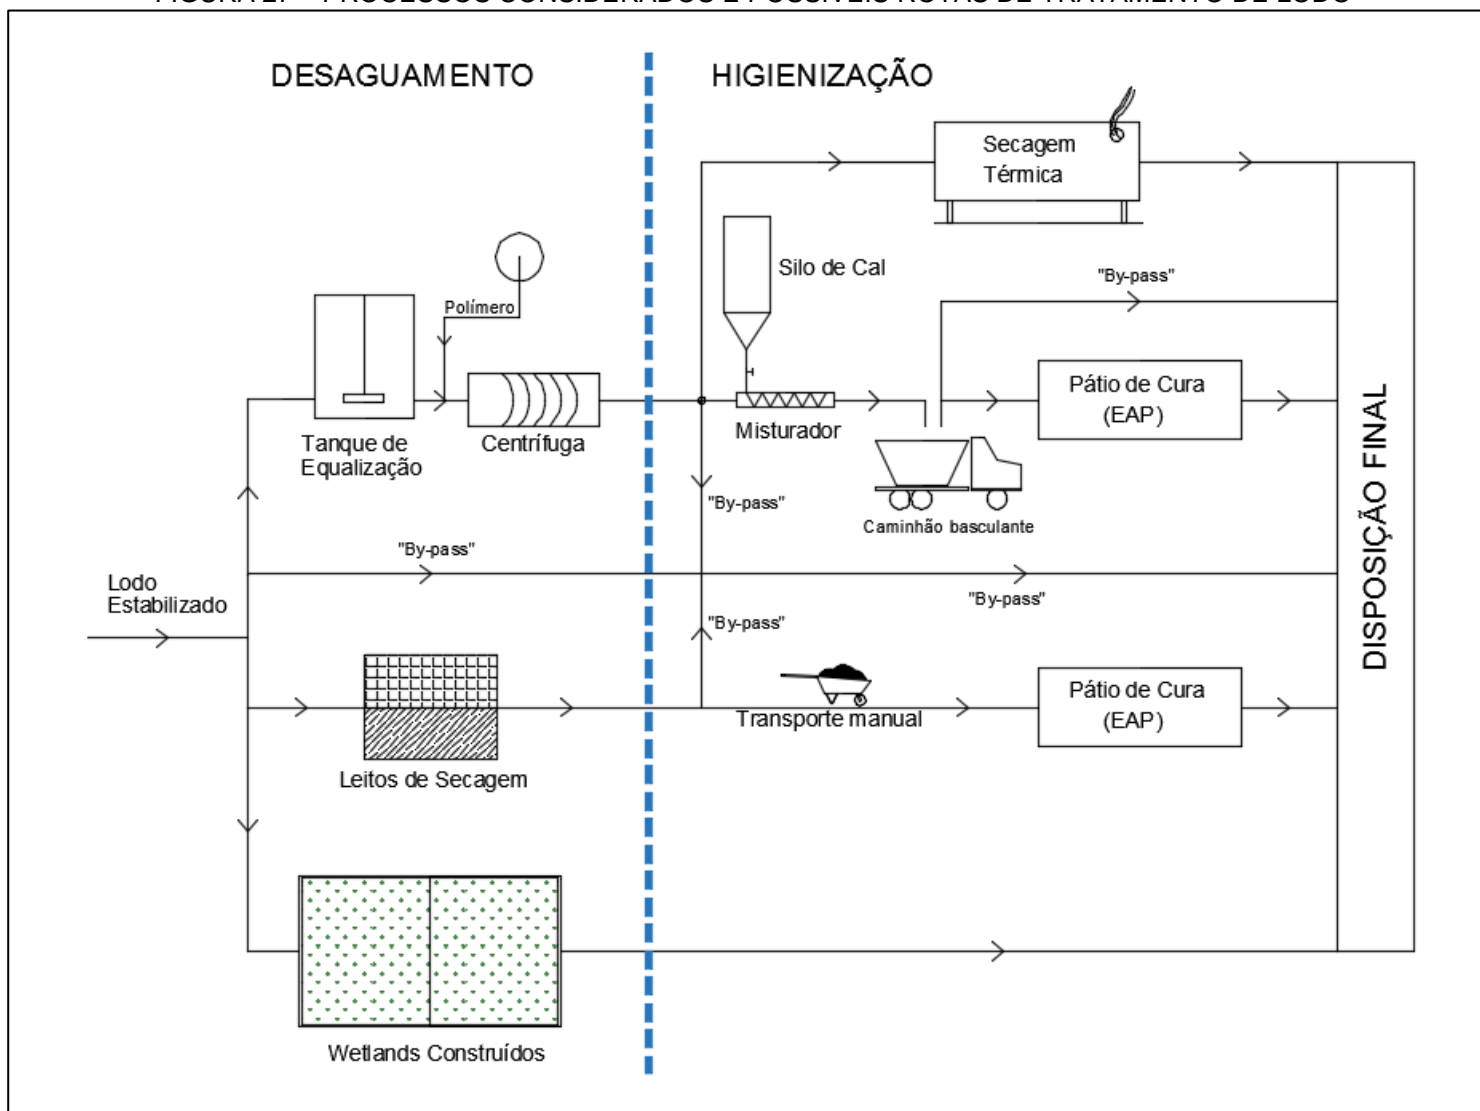 DESAGUAMENTO
HIGIENIZAÇÃO
Secagem
Térmica
Silo de Cal
"By-pass"
Polímero
Pátio de Cura
(EAP)
Tanque de
Equalização
Centrífuga
Misturador
"By-pass"
Caminhão basculante
DISPOSIÇÃO FINAL
"By-pass"
Lodo
Estabilizado
"By-pass"
"By-pass"
Pátio de Cura
(EAP)
Transporte manual
Leitos de Secagem
Wetlands Construídos